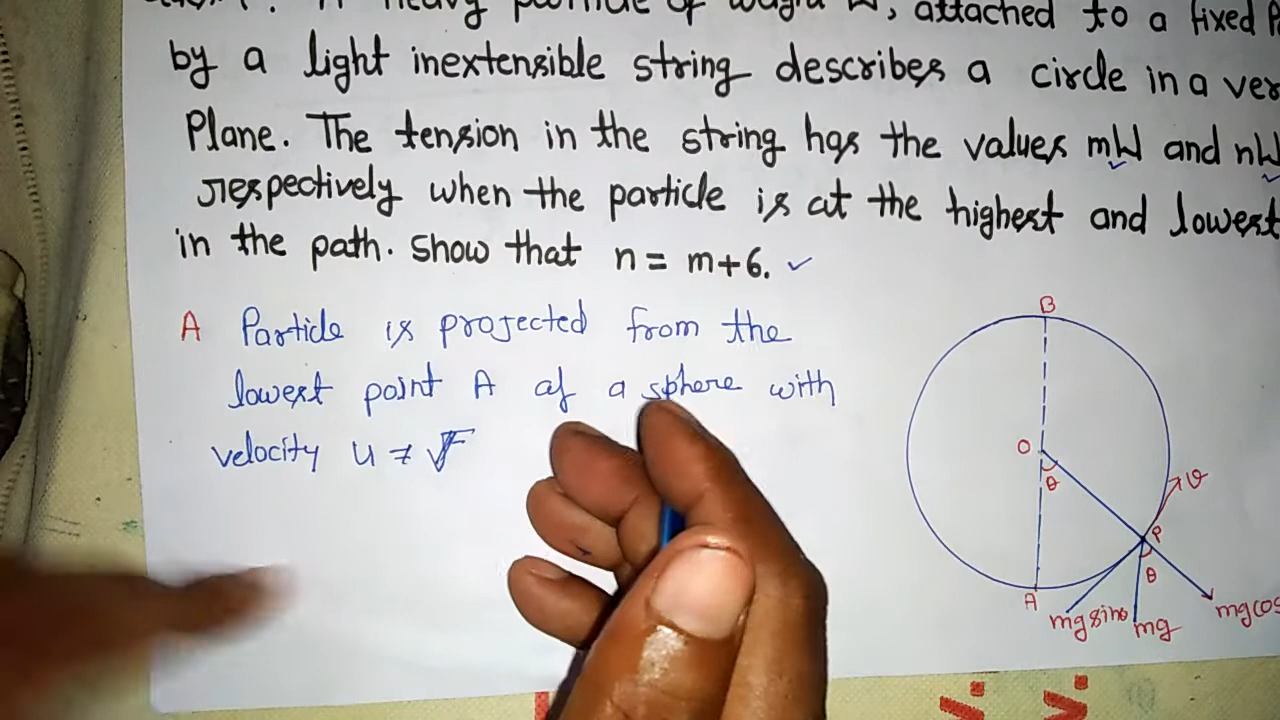 by a light inextensible string describes a circle in a ver
Plane. The tension in the string has the values mW and nW
respectively when the particle is at the highest and lowest
in the path. Show that n = m+6.
A Particle is projected from the
lowest point A of a sphere with
velocity u
B
O
θ
v
P
θ
A
mg sinθ
mg
mg cos